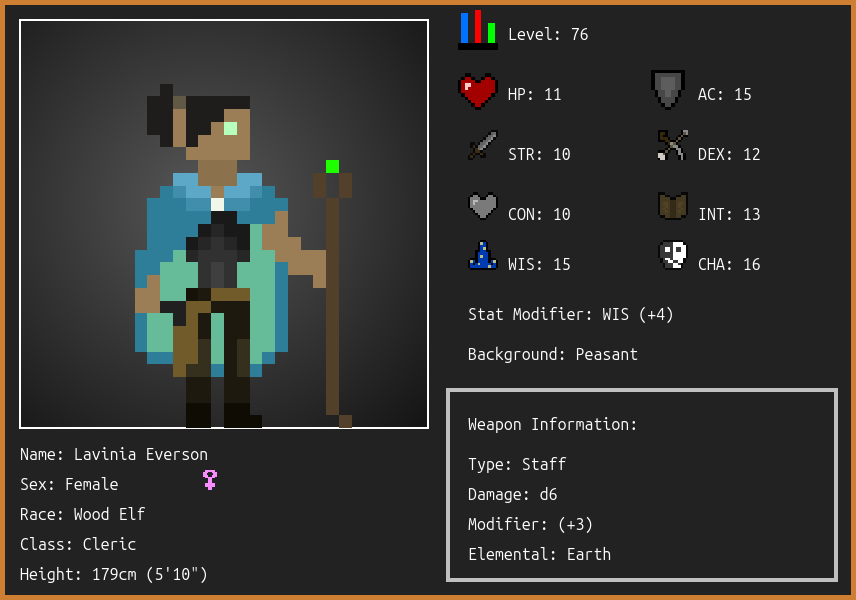 Level: 76
HP: 11
AC: 15
STR: 10
DEX: 12
CON: 10
INT: 13
WIS: 15
CHA: 16
Stat Modifier: WIS (+4)
Background: Peasant
Weapon Information:
Type: Staff
Damage: d6
Modifier: (+3)
Elemental: Earth
Name: Lavinia Everson
Sex: Female
Race: Wood Elf
Class: Cleric
Height: 179cm (5'10")